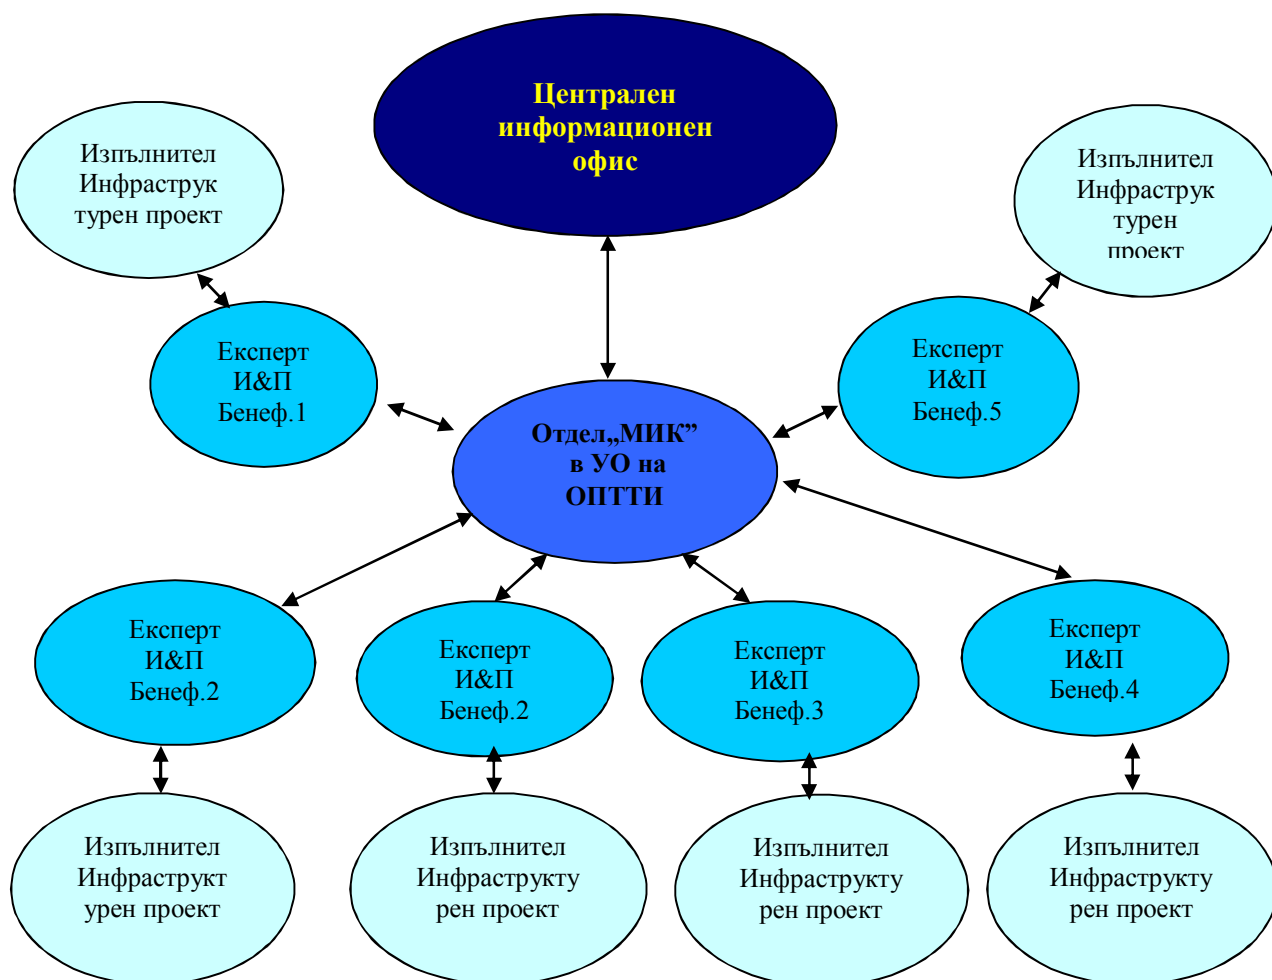 Централен
информационен
офис
Изпълнител
Инфраструк
турен проект
Изпълнител
Инфраструк
турен
проект
Експерт
И&П
Бенеф.1
Експерт
И&П
Бенеф.5
Отдел„МИК”
в УО на
ОПТТИ
Експерт
И&П
Бенеф.2
Експерт
И&П
Бенеф.2
Експерт
И&П
Бенеф.3
Експерт
И&П
Бенеф.4
Изпълнител
Инфраструкт
урен проект
Изпълнител
Инфраструкту
рен проект
Изпълнител
Инфраструкту
рен проект
Изпълнител
Инфраструкту
рен проект